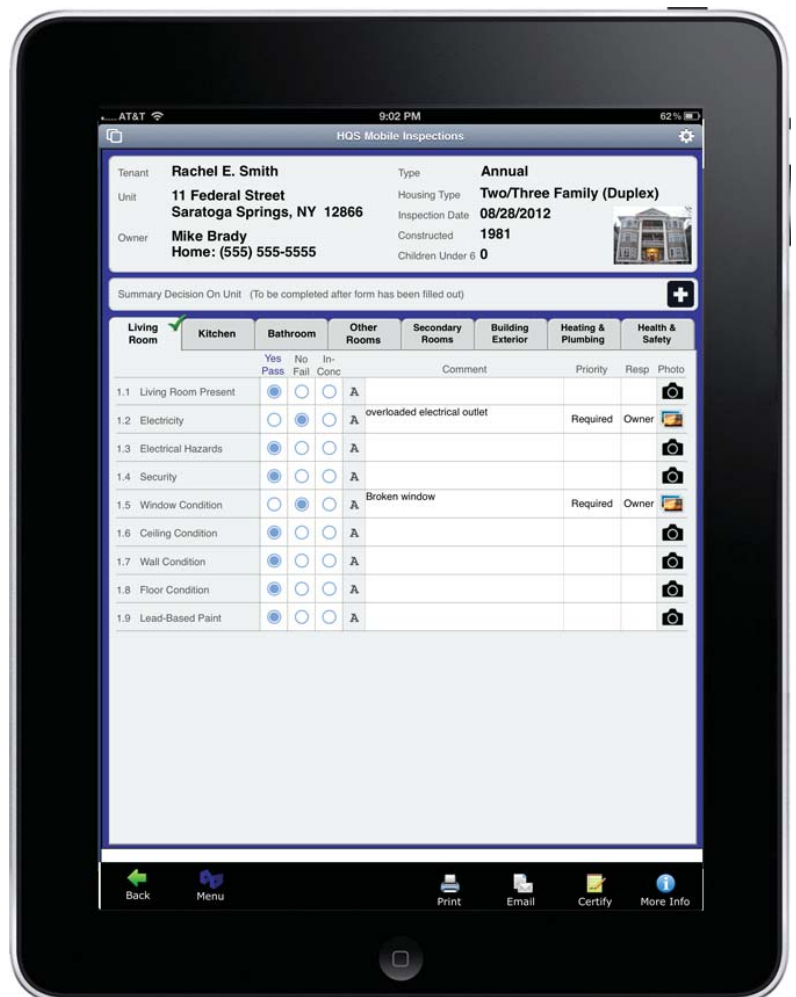 AT&T 9:02 PM 62%
HQS Mobile Inspections
Tenant Rachel E. Smith Type Annual
Unit 11 Federal Street Housing Type Two/Three Family (Duplex)
Saratoga Springs, NY 12866 Inspection Date 08/28/2012
Owner Mike Brady Constructed 1981
Home: (555) 555-5555 Children Under 6 0
Summary Decision On Unit (To be completed after form has been filled out)
Living Room Kitchen Bathroom Other Rooms Secondary Rooms Building Exterior Heating & Plumbing Health & Safety
Yes Pass No Fail In-Conc Comment Priority Resp Photo
1.1 Living Room Present A
1.2 Electricity A overloaded electrical outlet Required Owner
1.3 Electrical Hazards A
1.4 Security A
1.5 Window Condition A Broken window Required Owner
1.6 Ceiling Condition A
1.7 Wall Condition A
1.8 Floor Condition A
1.9 Lead-Based Paint A
Back Menu Print Email Certify More Info